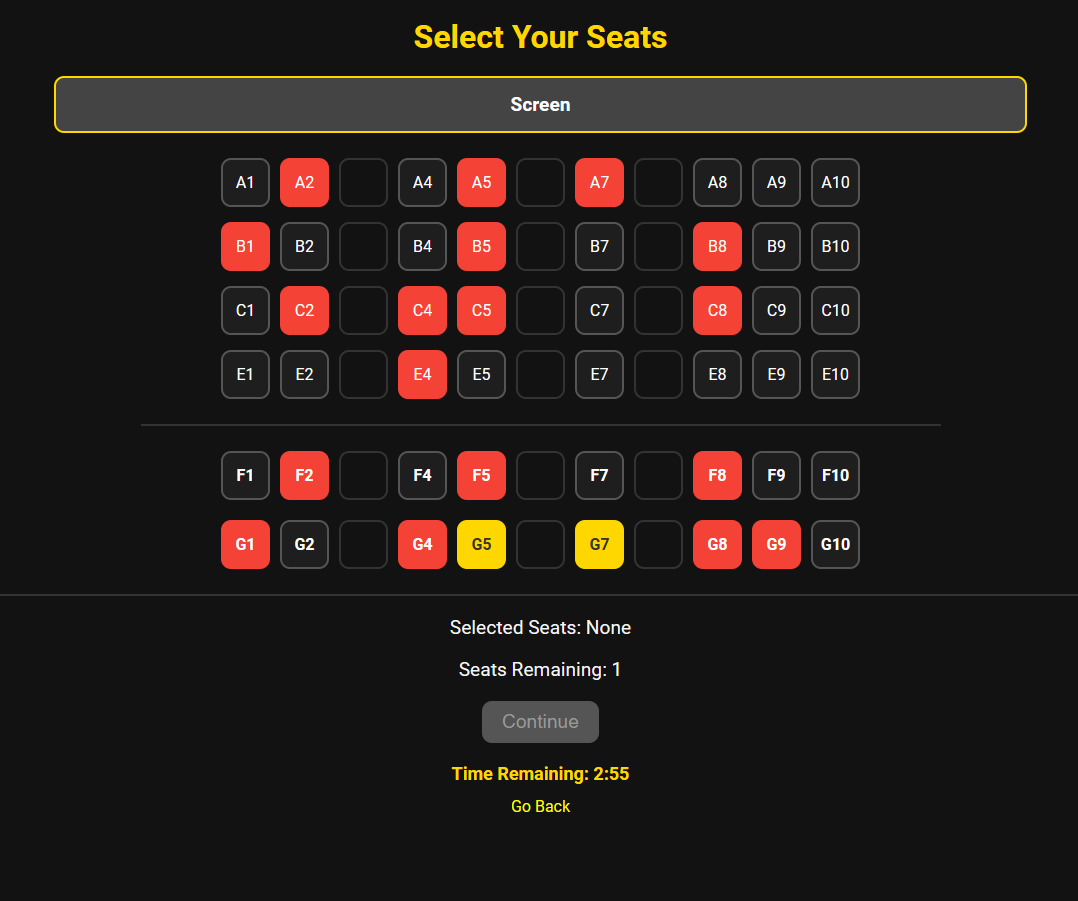 Select Your Seats
Screen
A1 A2 A4 A5 A7 A8 A9 A10
B1 B2 B4 B5 B7 B8 B9 B10
C1 C2 C4 C5 C7 C8 C9 C10
E1 E2 E4 E5 E7 E8 E9 E10
F1 F2 F4 F5 F7 F8 F9 F10
G1 G2 G4 G5 G7 G8 G9 G10
Selected Seats: None
Seats Remaining: 1
Continue
Time Remaining: 2:55
Go Back